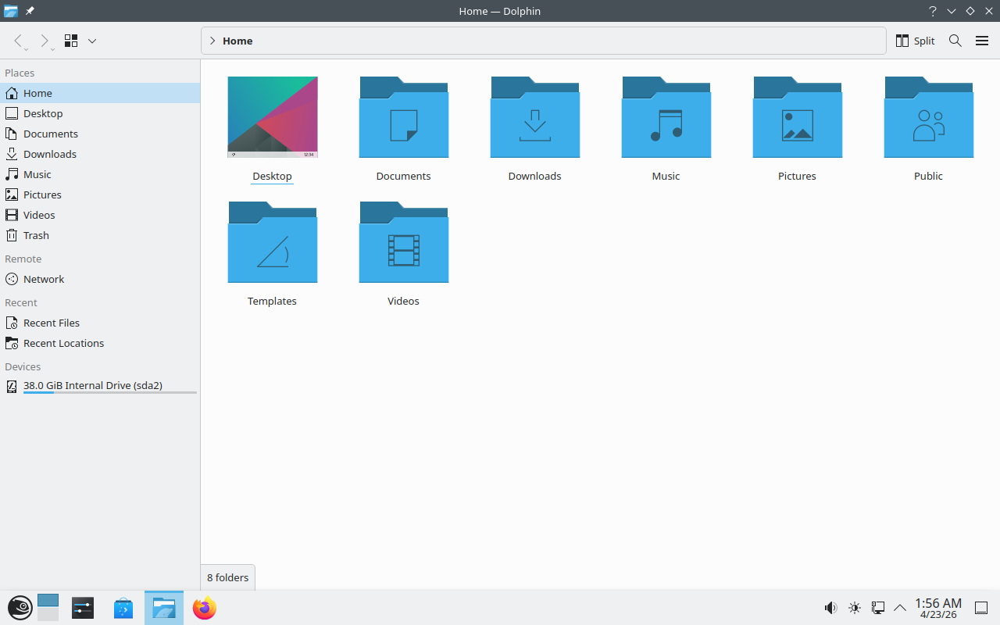 Home — Dolphin
Home
Split
Places
Home
Desktop
Documents
Downloads
Music
Pictures
Videos
Trash
Remote
Network
Recent
Recent Files
Recent Locations
Devices
38.0 GiB Internal Drive (sda2)
12:34
Desktop
Documents
Downloads
Music
Pictures
Public
Templates
Videos
8 folders
1:56 AM
4/23/26